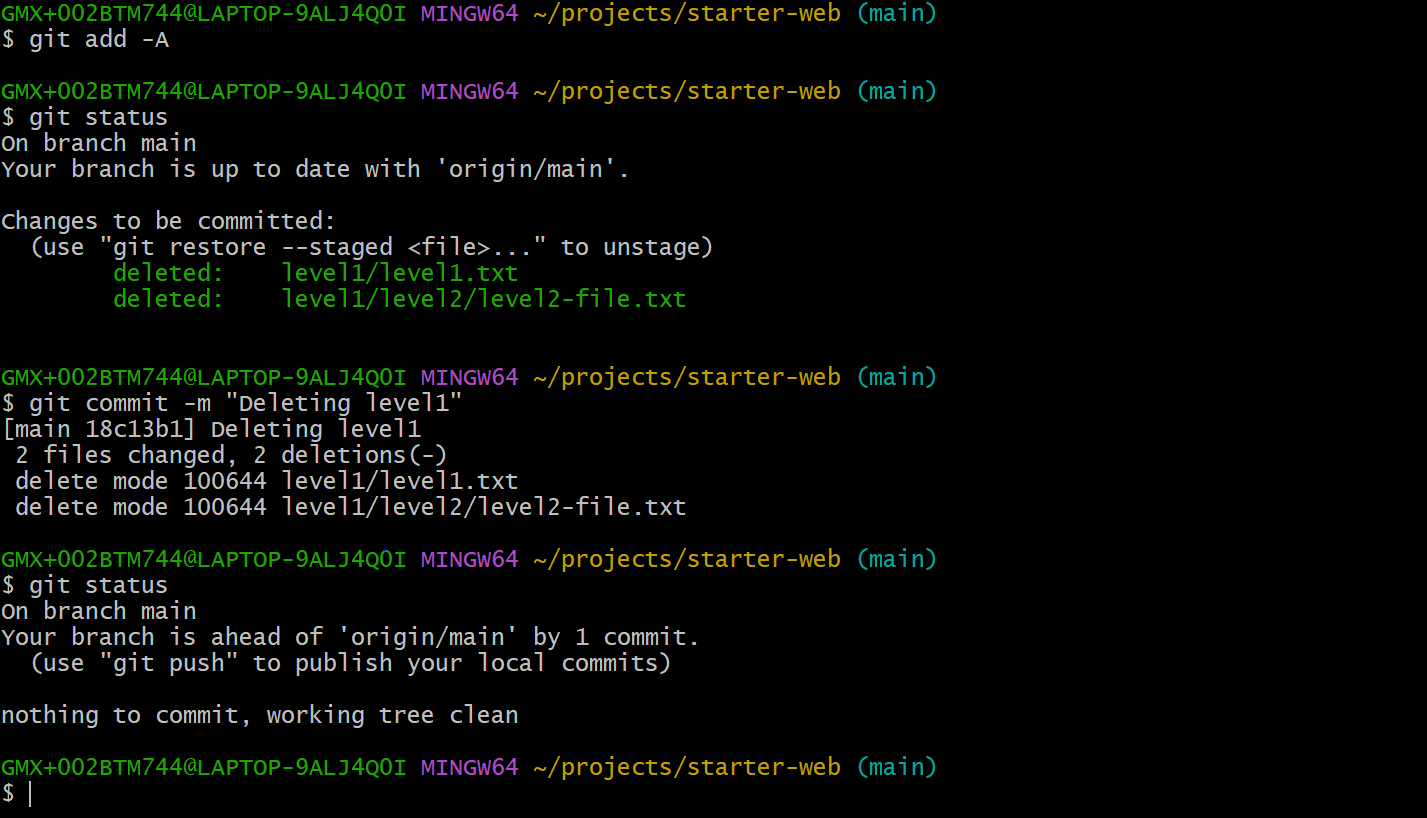 GMX+002BTM744@LAPTOP-9ALJ4Q0I MINGW64 ~/projects/starter-web (main)
$ git add -A
GMX+002BTM744@LAPTOP-9ALJ4Q0I MINGW64 ~/projects/starter-web (main)
$ git status
On branch main
Your branch is up to date with 'origin/main'.
Changes to be committed:
  (use "git restore --staged <file>..." to unstage)
        deleted:    level1/level1.txt
        deleted:    level1/level2/level2-file.txt
GMX+002BTM744@LAPTOP-9ALJ4Q0I MINGW64 ~/projects/starter-web (main)
$ git commit -m "Deleting level1"
[main 18c13b1] Deleting level1
 2 files changed, 2 deletions(-)
 delete mode 100644 level1/level1.txt
 delete mode 100644 level1/level2/level2-file.txt
GMX+002BTM744@LAPTOP-9ALJ4Q0I MINGW64 ~/projects/starter-web (main)
$ git status
On branch main
Your branch is ahead of 'origin/main' by 1 commit.
  (use "git push" to publish your local commits)
nothing to commit, working tree clean
GMX+002BTM744@LAPTOP-9ALJ4Q0I MINGW64 ~/projects/starter-web (main)
$